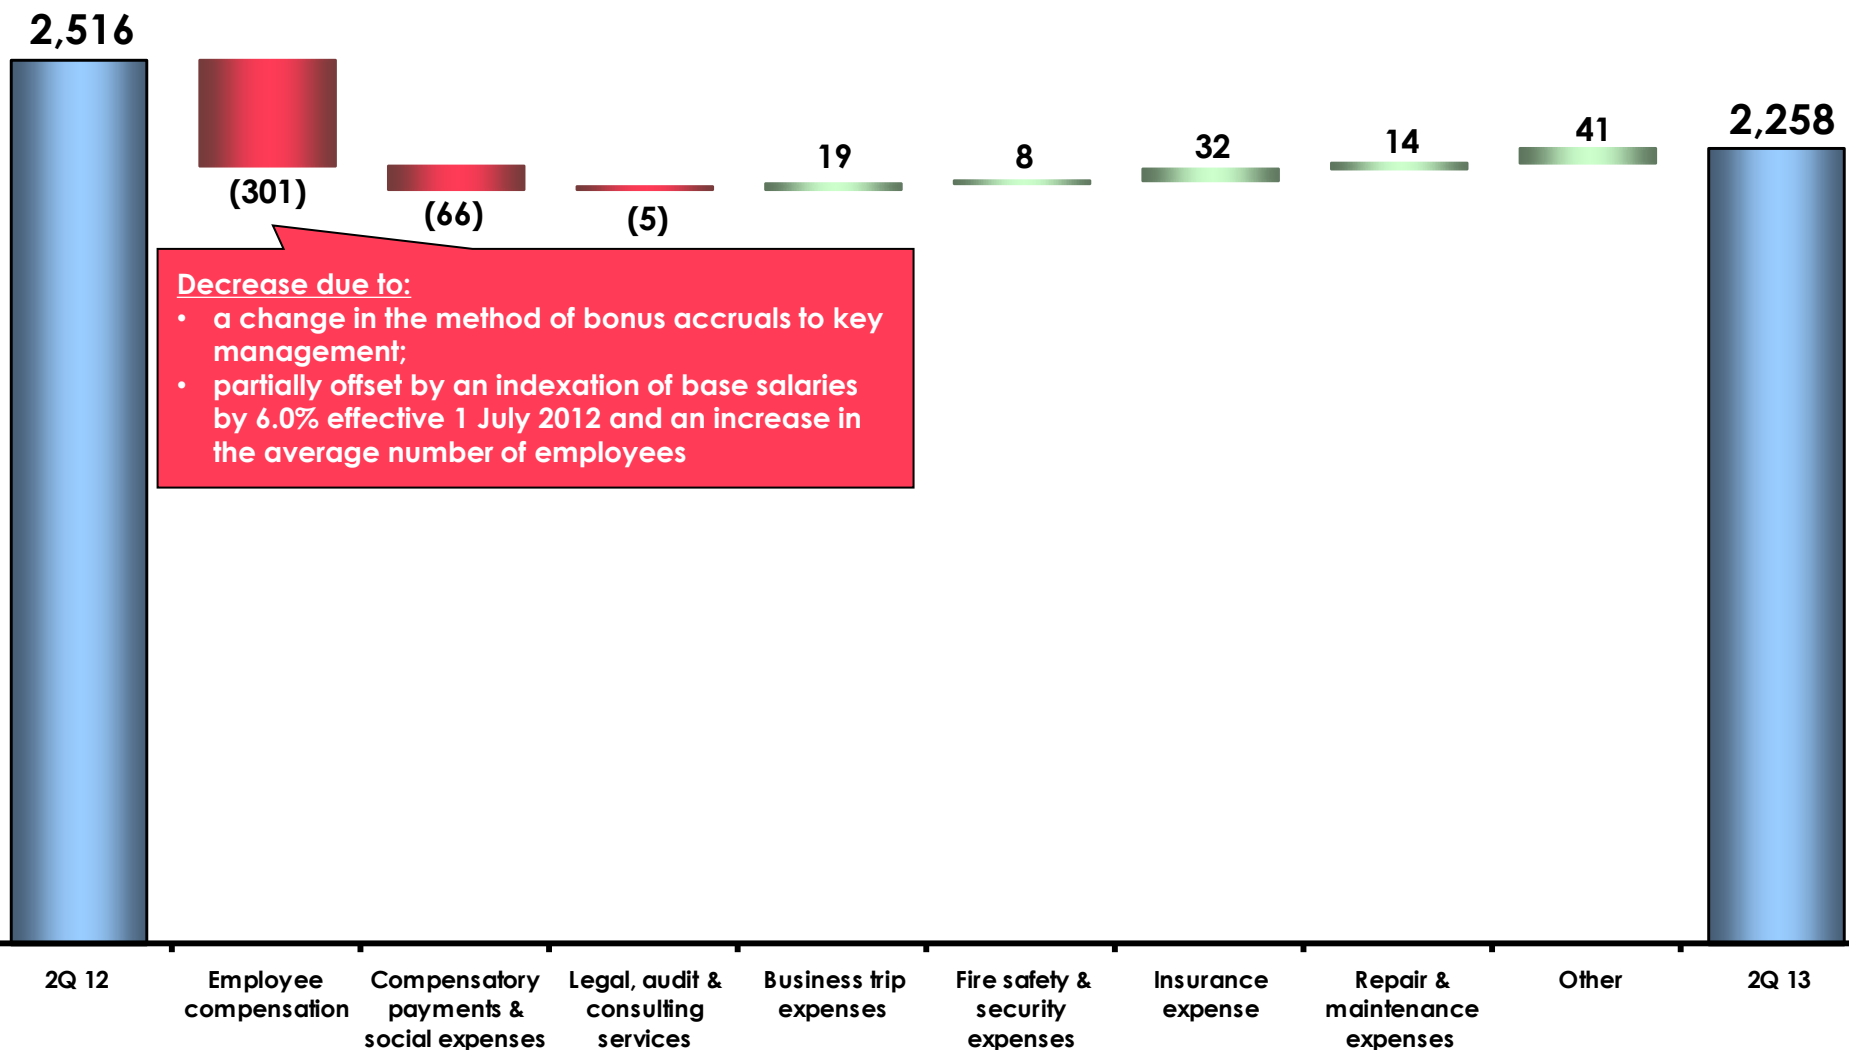 2,516
(301)
(66)
(5)
19
8
32
14
41
2,258
Decrease due to:
• a change in the method of bonus accruals to key
management;
• partially offset by an indexation of base salaries
by 6.0% effective 1 July 2012 and an increase in
the average number of employees
2Q 12
Employee
compensation
Compensatory
payments &
social expenses
Legal, audit &
consulting
services
Business trip
expenses
Fire safety &
security
expenses
Insurance
expense
Repair &
maintenance
expenses
Other
2Q 13